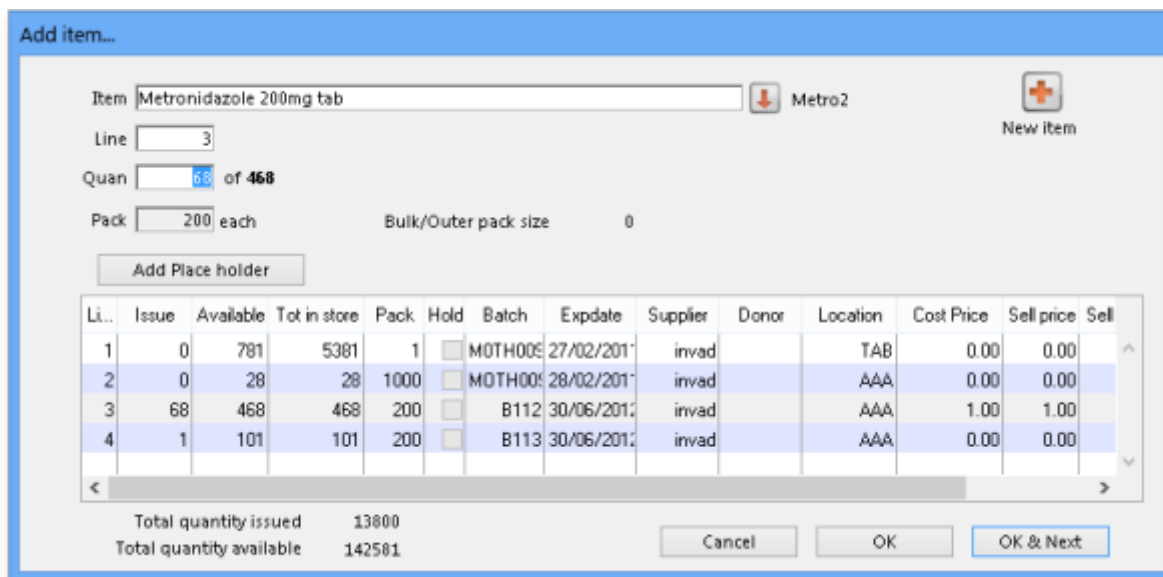 Add item...
Item Metronidazole 200mg tab Metro2
New item
Line 3
Quan 68 of 468
Pack 200 each Bulk/Outer pack size 0
Add Place holder
Li... Issue Available Tot in store Pack Hold Batch Expdate Supplier Donor Location Cost Price Sell price Sell
1 0 781 5381 1 27/02/201 invad TAB 0.00 0.00
2 0 28 28 1000 28/02/201 invad AAA 0.00 0.00
3 68 468 468 200 B112 30/06/2012 invad AAA 1.00 1.00
4 1 101 101 200 B113 30/06/2012 invad AAA 0.00 0.00
Total quantity issued 13800
Total quantity available 142581
Cancel OK OK & Next